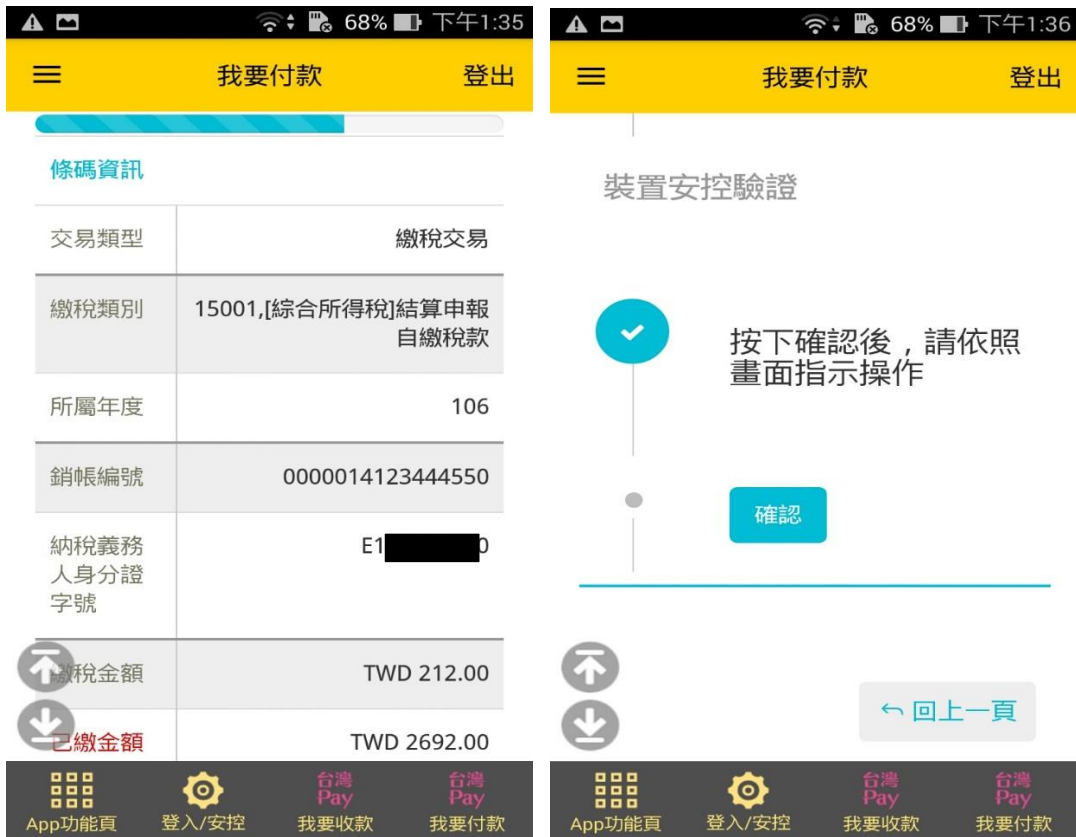 68% 下午1:35
我要付款 登出
條碼資訊
交易類型 繳稅交易
繳稅類別 15001,[綜合所得稅]結算申報
自繳稅款
所屬年度 106
銷帳編號 0000014123444550
納稅義務
人身分證
字號
E1 0
繳稅金額 TWD 212.00
已繳金額 TWD 2692.00
App功能頁 登入/安控
台灣
Pay
我要收款
台灣
Pay
我要付款
68% 下午1:36
我要付款 登出
裝置安控驗證
按下確認後，請依照
畫面指示操作
確認
回上一頁
App功能頁 登入/安控
台灣
Pay
我要收款
台灣
Pay
我要付款